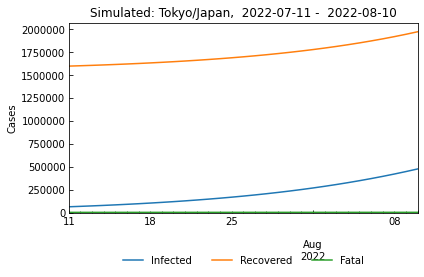 Simulated: Tokyo/Japan,  2022-07-11 -  2022-08-10
Cases
2000000
1750000
1500000
1250000
1000000
750000
500000
250000
0
11
18
25
Aug
2022
08
Infected
Recovered
Fatal